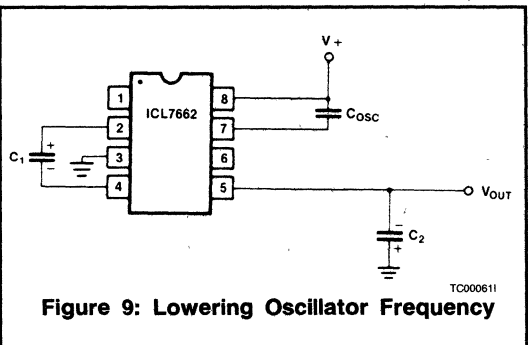 V+
1
8
ICL7662
COSC
2
7
C1
+
3
6
-
4
5
VOUT
-
C2
+
TC00061I
Figure 9: Lowering Oscillator Frequency